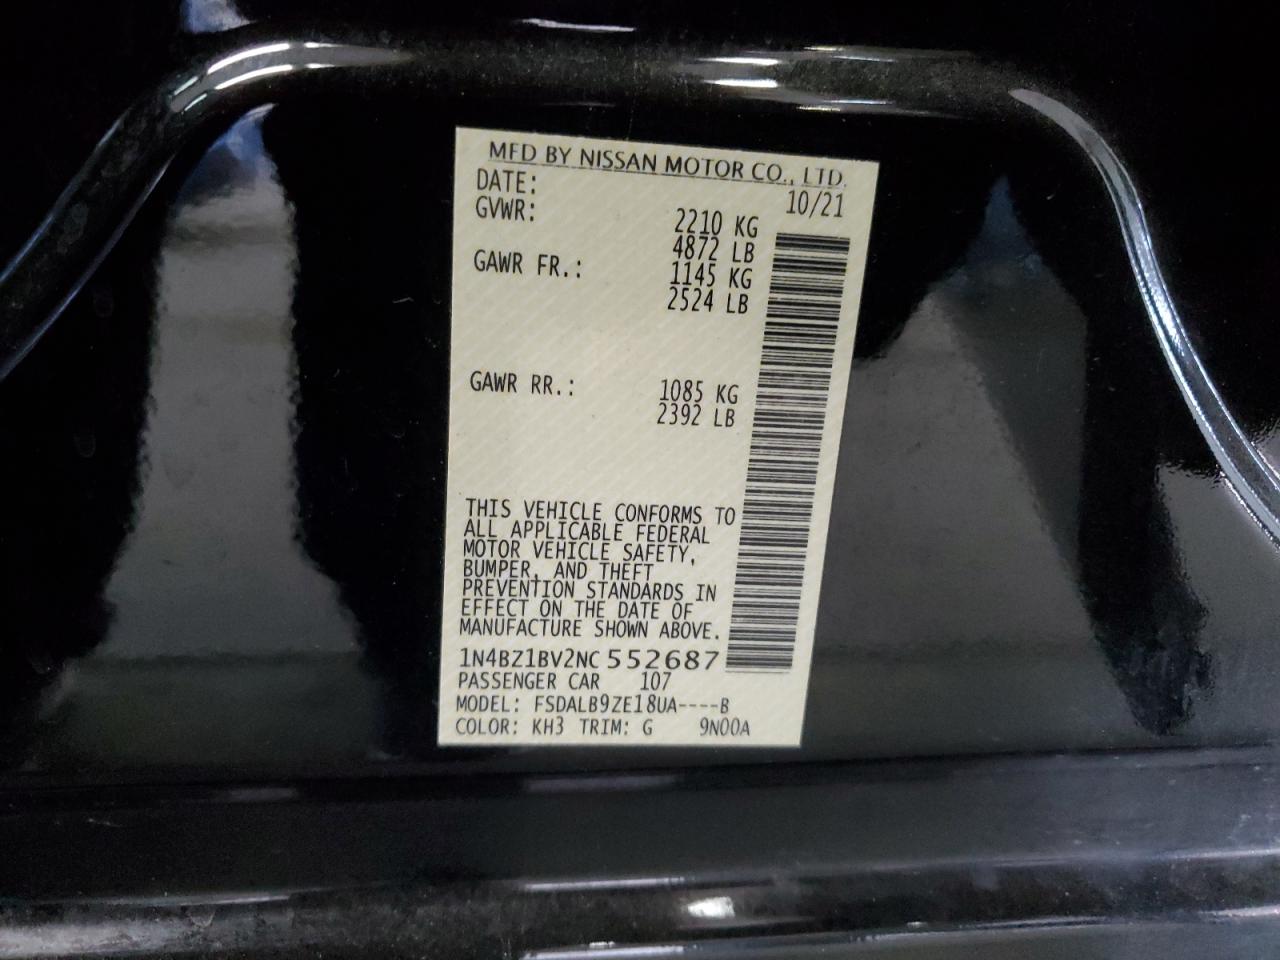 MFD BY NISSAN MOTOR CO., LTD.
DATE: 10/21
GVWR: 2210 KG
4872 LB
GAWR FR.: 1145 KG
2524 LB
GAWR RR.: 1085 KG
2392 LB
THIS VEHICLE CONFORMS TO
ALL APPLICABLE FEDERAL
MOTOR VEHICLE SAFETY,
BUMPER, AND THEFT
PREVENTION STANDARDS IN
EFFECT ON THE DATE OF
MANUFACTURE SHOWN ABOVE.
1N4BZ1BV2NC552687
PASSENGER CAR 107
MODEL: FSDALB9ZE18UA----B
COLOR: KH3 TRIM: G 9N00A